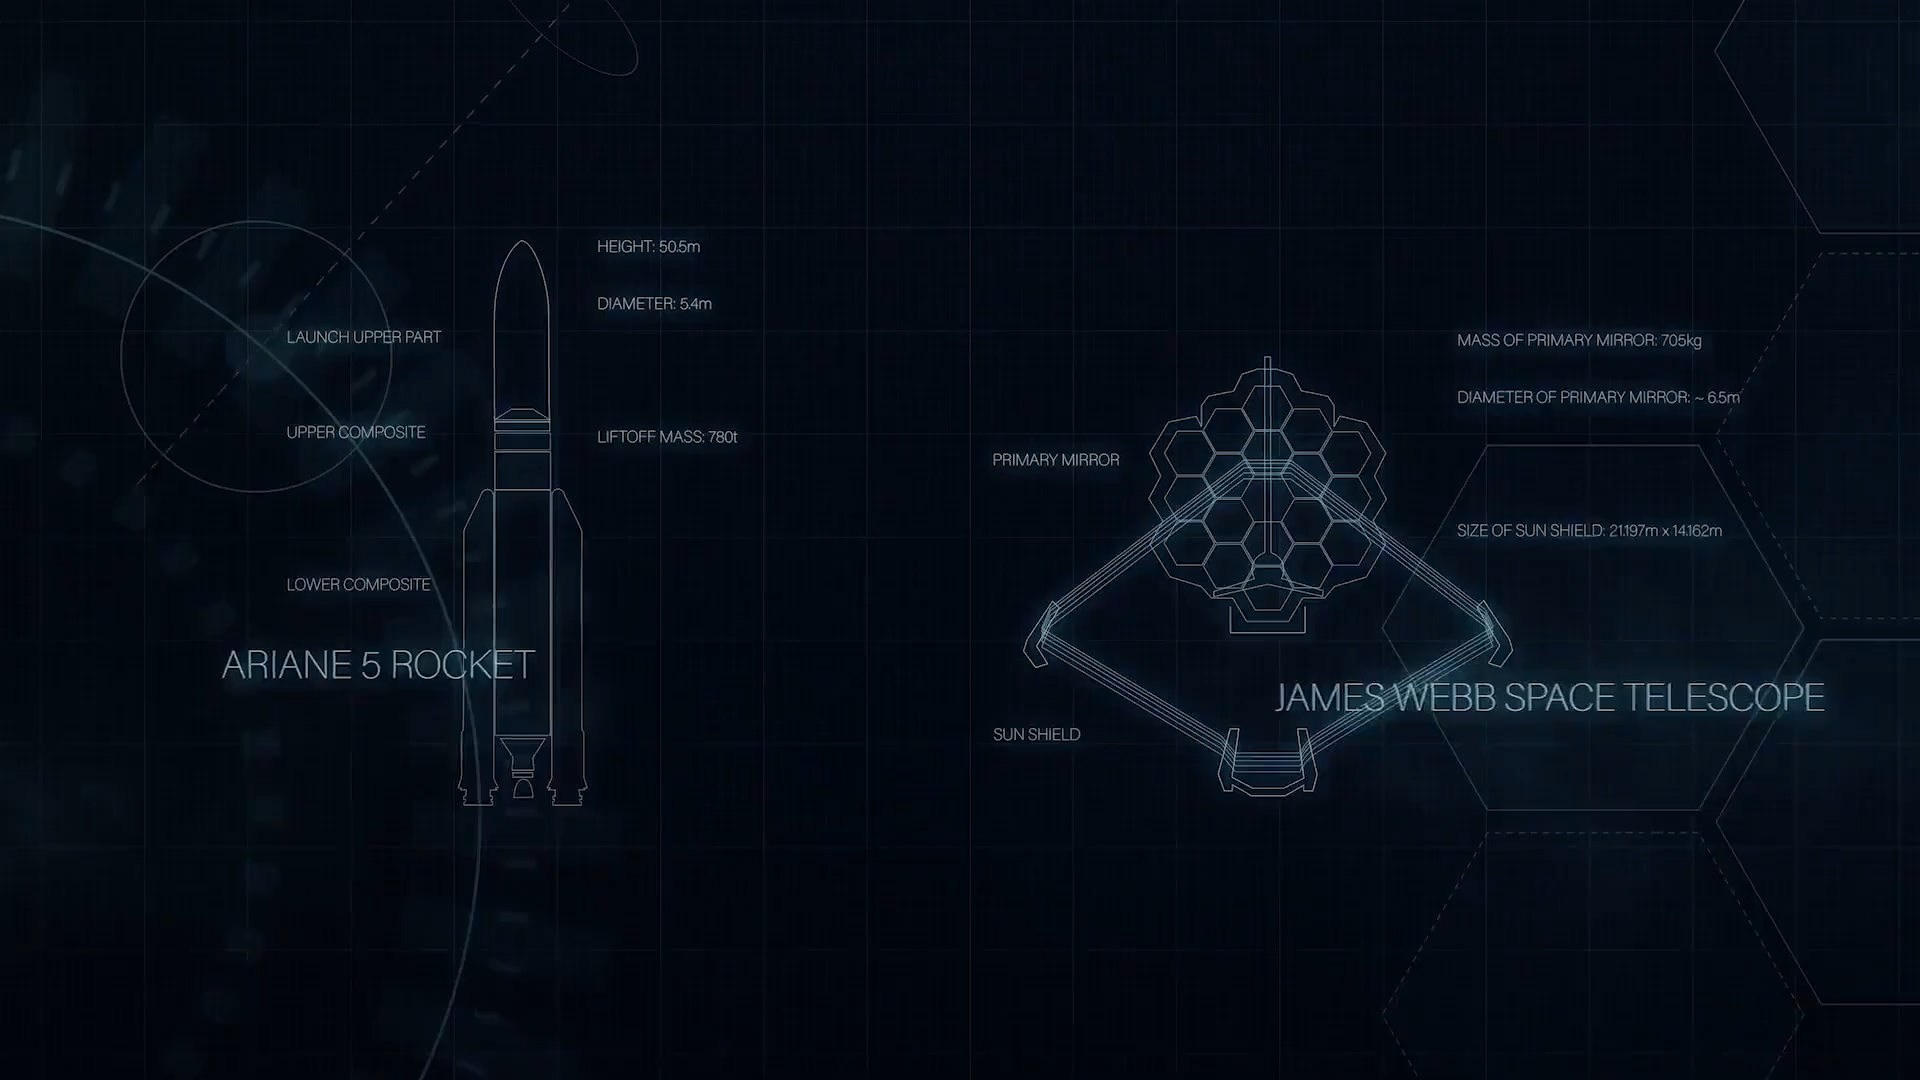 HEIGHT: 50.5m
DIAMETER: 5.4m
LAUNCH UPPER PART
UPPER COMPOSITE
LIFTOFF MASS: 780t
LOWER COMPOSITE
ARIANE 5 ROCKET
MASS OF PRIMARY MIRROR: 705kg
DIAMETER OF PRIMARY MIRROR: ~ 6.5m
PRIMARY MIRROR
SIZE OF SUN SHIELD: 21.197m x 14.162m
JAMES WEBB SPACE TELESCOPE
SUN SHIELD